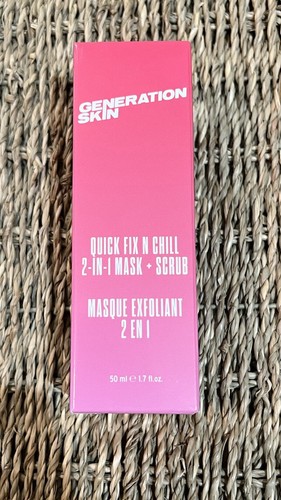 GENERATION
SKIN
QUICK FIX N CHILL
2-IN-1 MASK + SCRUB
MASQUE EXFOLIANT
2 EN 1
50 ml ℮ 1.7 fl.oz.